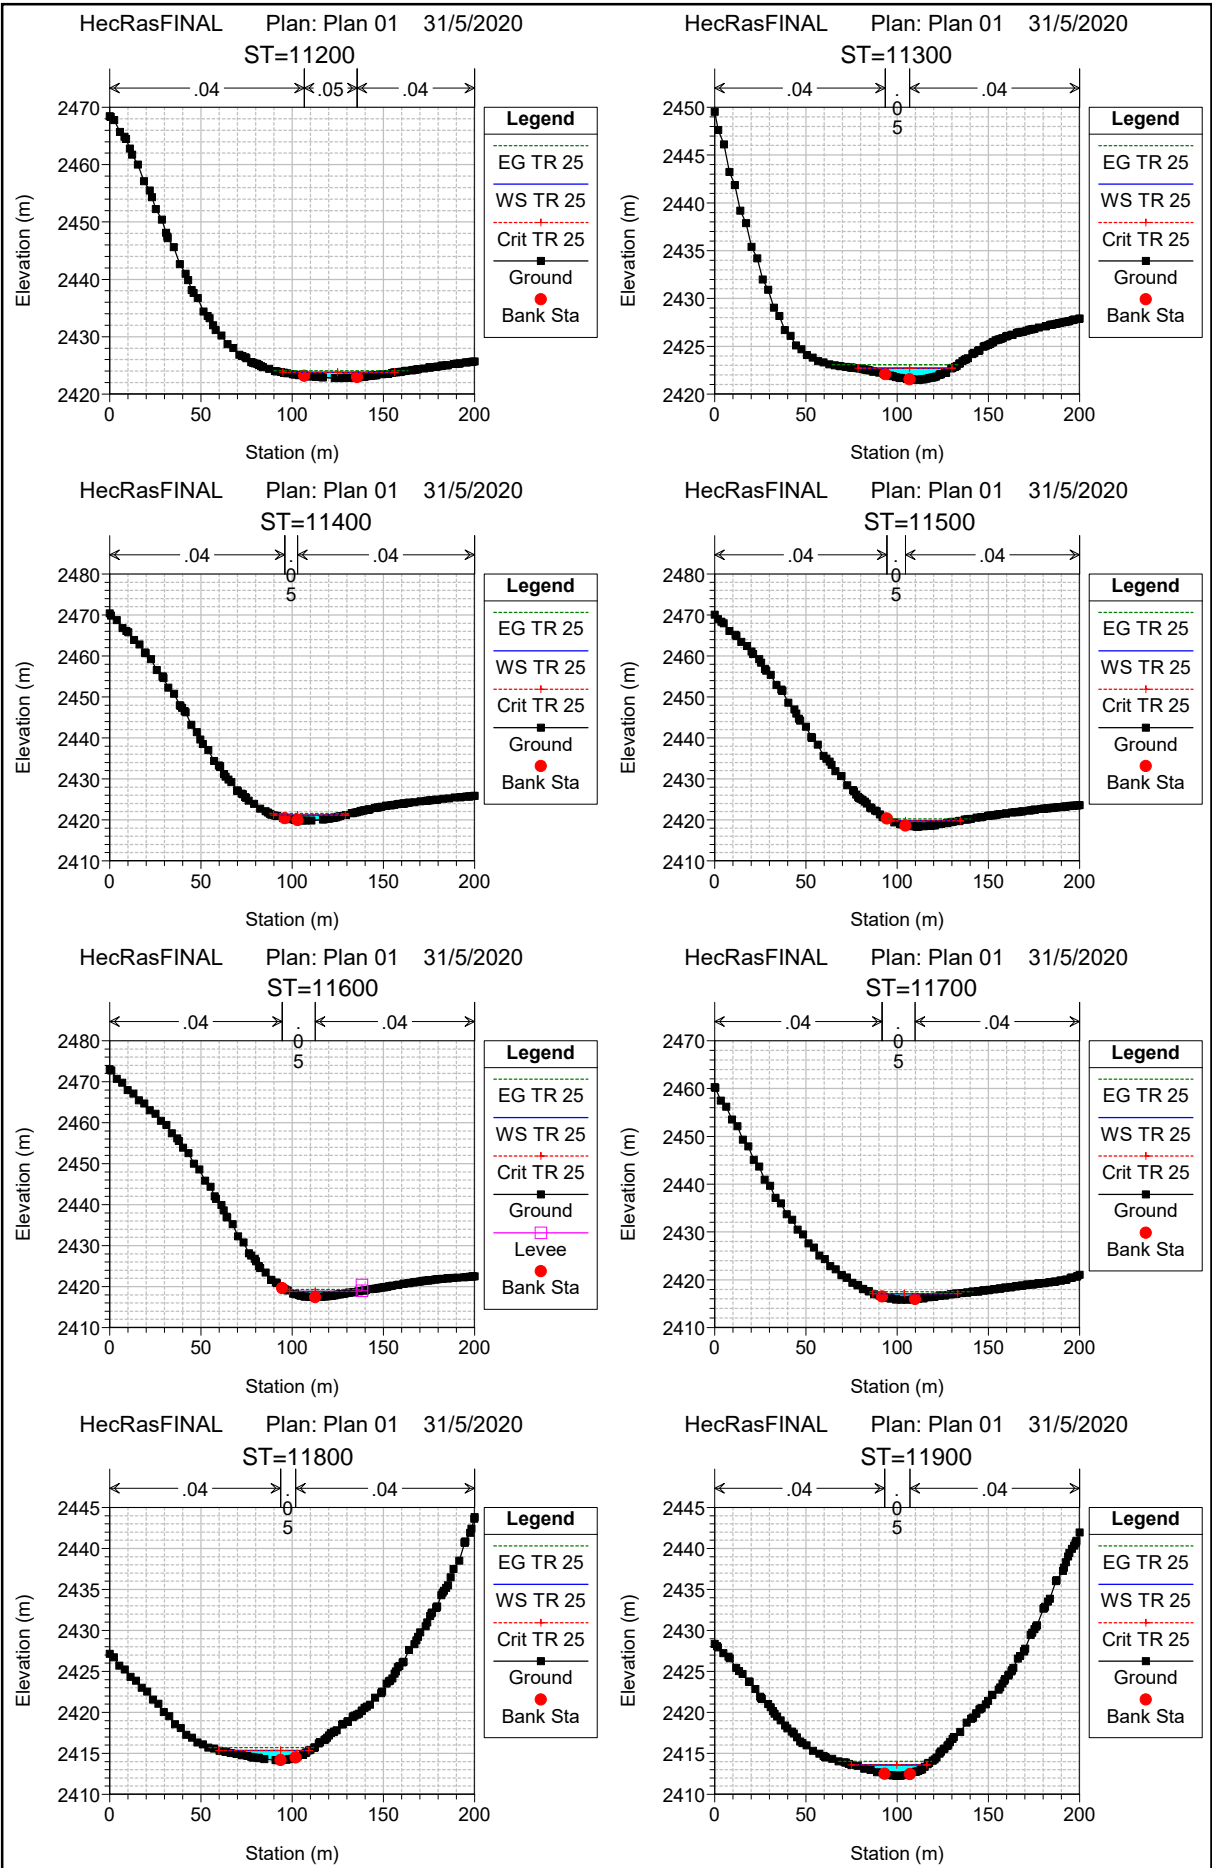 HecRasFINAL Plan: Plan 01 31/5/2020
ST=11200
.04 .05 .04
2470
2460
2450
2440
2430
2420
0 50 100 150 200
Station (m)
Elevation (m)
Legend
EG TR 25
WS TR 25
Crit TR 25
Ground
Bank Sta
HecRasFINAL Plan: Plan 01 31/5/2020
ST=11300
.04 .05 .04
2450
2445
2440
2435
2430
2425
2420
0 50 100 150 200
Station (m)
Elevation (m)
Legend
EG TR 25
WS TR 25
Crit TR 25
Ground
Bank Sta
HecRasFINAL Plan: Plan 01 31/5/2020
ST=11400
.04 .05 .04
2480
2470
2460
2450
2440
2430
2420
2410
0 50 100 150 200
Station (m)
Elevation (m)
Legend
EG TR 25
WS TR 25
Crit TR 25
Ground
Bank Sta
HecRasFINAL Plan: Plan 01 31/5/2020
ST=11500
.04 .05 .04
2480
2470
2460
2450
2440
2430
2420
2410
0 50 100 150 200
Station (m)
Elevation (m)
Legend
EG TR 25
WS TR 25
Crit TR 25
Ground
Bank Sta
HecRasFINAL Plan: Plan 01 31/5/2020
ST=11600
.04 .05 .04
2480
2470
2460
2450
2440
2430
2420
2410
0 50 100 150 200
Station (m)
Elevation (m)
Legend
EG TR 25
WS TR 25
Crit TR 25
Ground
Levee
Bank Sta
HecRasFINAL Plan: Plan 01 31/5/2020
ST=11700
.04 .05 .04
2470
2460
2450
2440
2430
2420
2410
0 50 100 150 200
Station (m)
Elevation (m)
Legend
EG TR 25
WS TR 25
Crit TR 25
Ground
Bank Sta
HecRasFINAL Plan: Plan 01 31/5/2020
ST=11800
.04 .05 .04
2445
2440
2435
2430
2425
2420
2415
2410
0 50 100 150 200
Station (m)
Elevation (m)
Legend
EG TR 25
WS TR 25
Crit TR 25
Ground
Bank Sta
HecRasFINAL Plan: Plan 01 31/5/2020
ST=11900
.04 .05 .04
2445
2440
2435
2430
2425
2420
2415
2410
0 50 100 150 200
Station (m)
Elevation (m)
Legend
EG TR 25
WS TR 25
Crit TR 25
Ground
Bank Sta